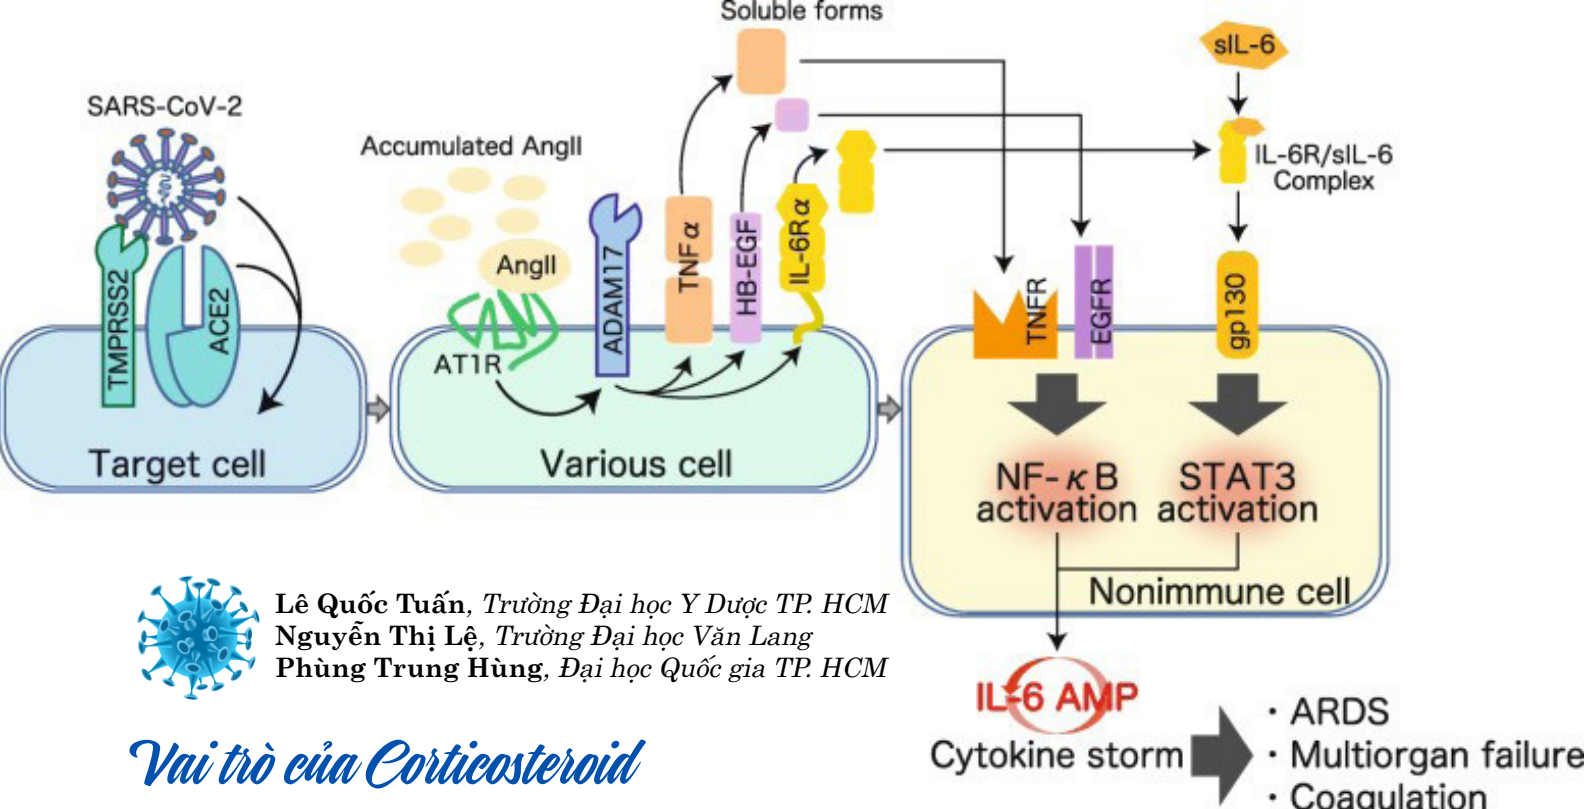 Soluble forms
sIL-6
SARS-CoV-2
Accumulated AngII
IL-6R/sIL-6
Complex
AngII
TMPRSS2
ACE2
AT1R
ADAM17
TNFα
HB-EGF
IL-6Rα
TNFR
EGFR
gp130
Target cell
Various cell
NF-κB
activation
STAT3
activation
Nonimmune cell
Lê Quốc Tuấn, Trường Đại học Y Dược TP. HCM
Nguyễn Thị Lệ, Trường Đại học Văn Lang
Phùng Trung Hùng, Đại học Quốc gia TP. HCM
IL-6 AMP
Cytokine storm
· ARDS
· Multiorgan failure
· Coagulation
Vai trò của Corticosteroid